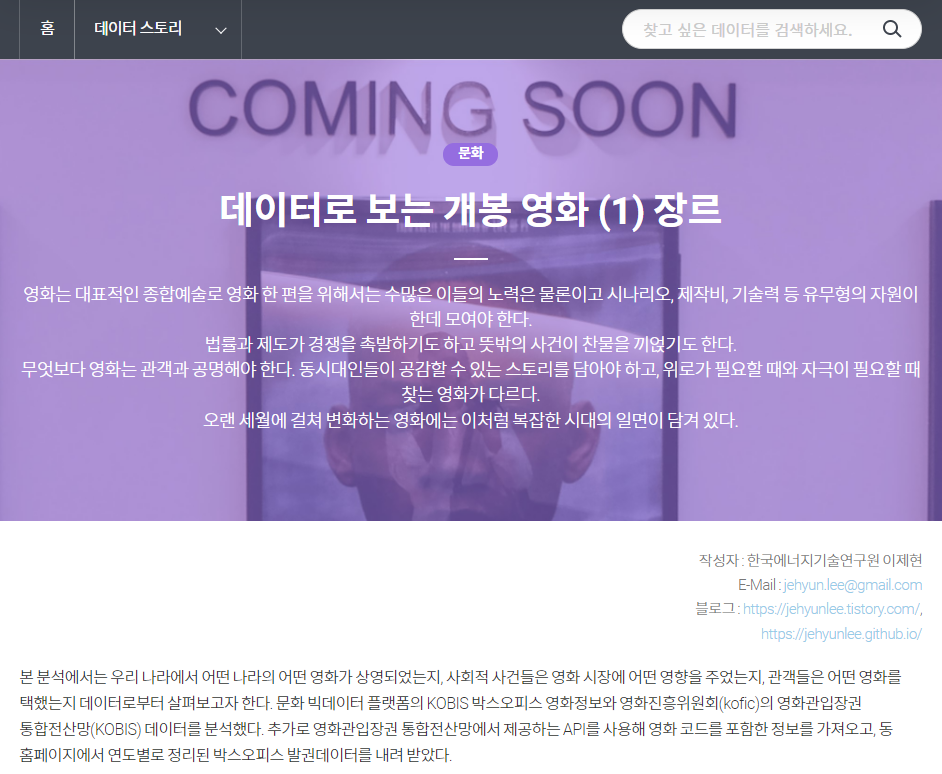 홈
데이터 스토리
찾고 싶은 데이터를 검색하세요.
COMING SOON
문화
데이터로 보는 개봉 영화 (1) 장르
영화는 대표적인 종합예술로 영화 한 편을 위해서는 수많은 이들의 노력은 물론이고 시나리오, 제작비, 기술력 등 유무형의 자원이
한데 모여야 한다.
법률과 제도가 경쟁을 촉발하기도 하고 뜻밖의 사건이 찬물을 끼얹기도 한다.
무엇보다 영화는 관객과 공명해야 한다. 동시대인들이 공감할 수 있는 스토리를 담아야 하고, 위로가 필요할 때와 자극이 필요할 때
찾는 영화가 다르다.
오랜 세월에 걸쳐 변화하는 영화에는 이처럼 복잡한 시대의 일면이 담겨 있다.
작성자 : 한국에너지기술연구원 이제현
E-Mail : jehyun.lee@gmail.com
블로그 : https://jehyunlee.tistory.com/,
https://jehyunlee.github.io/
본 분석에서는 우리 나라에서 어떤 나라의 어떤 영화가 상영되었는지, 사회적 사건들은 영화 시장에 어떤 영향을 주었는지, 관객들은 어떤 영화를
택했는지 데이터로부터 살펴보고자 한다. 문화 빅데이터 플랫폼의 KOBIS 박스오피스 영화정보와 영화진흥위원회(kofic)의 영화관입장권
통합전산망(KOBIS) 데이터를 분석했다. 추가로 영화관입장권 통합전산망에서 제공하는 API를 사용해 영화 코드를 포함한 정보를 가져오고, 동
홈페이지에서 연도별로 정리된 박스오피스 발권데이터를 내려 받았다.